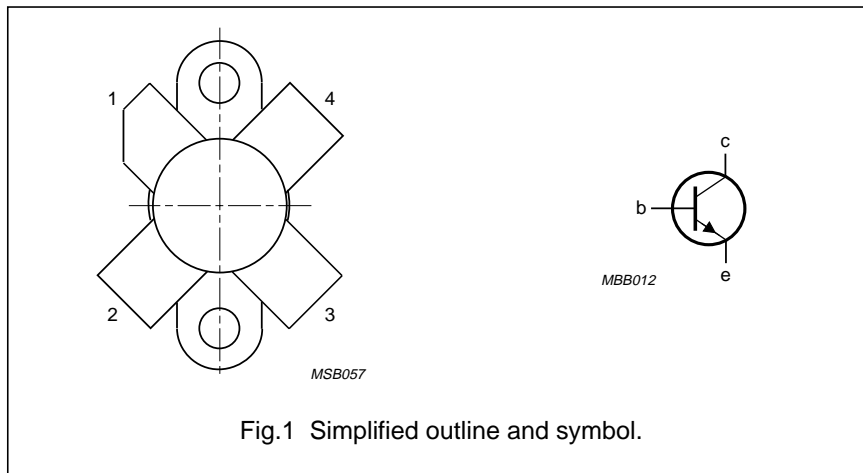 1
4
2
3
MSB057
c
b
e
MBB012
Fig.1 Simplified outline and symbol.